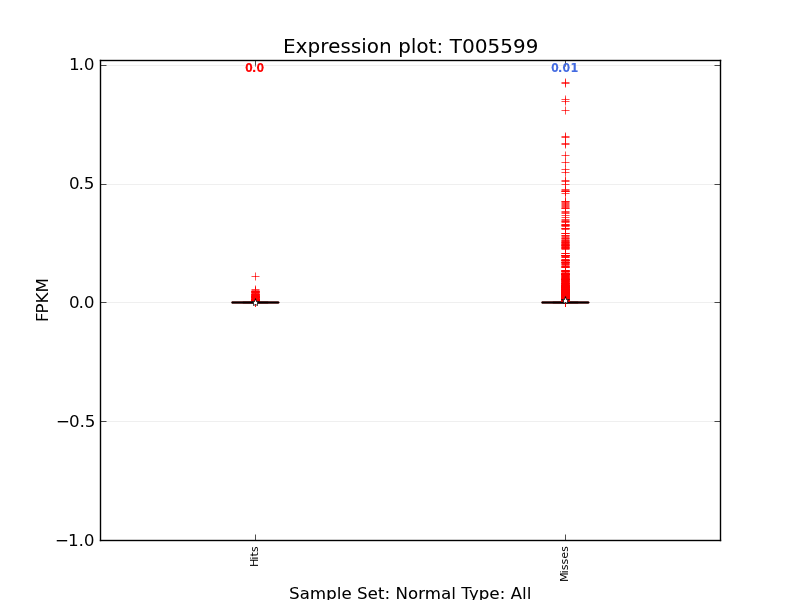 Expression plot: T005599
1.0
0.0
0.01
0.5
0.0
−0.5
−1.0
FPKM
Hits
Misses
Sample Set: Normal Type: All